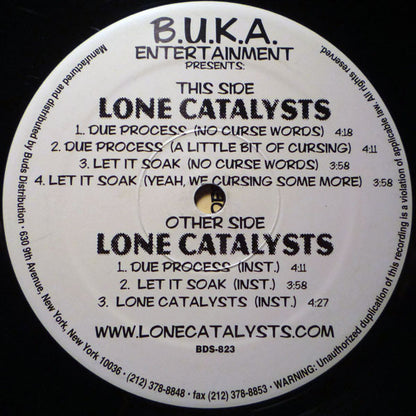 B.U.K.A.
ENTERTAINMENT
PRESENTS:
THIS SIDE
LONE CATALYSTS
1. DUE PROCESS (NO CURSE WORDS) 4:18
2. DUE PROCESS (A LITTLE BIT OF CURSING) 4:11
3. LET IT SOAK (NO CURSE WORDS) 3:58
4. LET IT SOAK (YEAH, WE CURSING SOME MORE) 3:58
OTHER SIDE
LONE CATALYSTS
1. DUE PROCESS (INST.) 4:11
2. LET IT SOAK (INST.) 3:58
3. LONE CATALYSTS (INST.) 4:27
WWW.LONECATALYSTS.COM
BDS-823
Manufactured and distributed by Buds Distribution · 630 9th Avenue, New York, New York 10036 · (212) 378-8848 · fax (212) 378-8853 · WARNING: Unauthorized duplication of this recording is a violation of applicable law. All rights reserved.